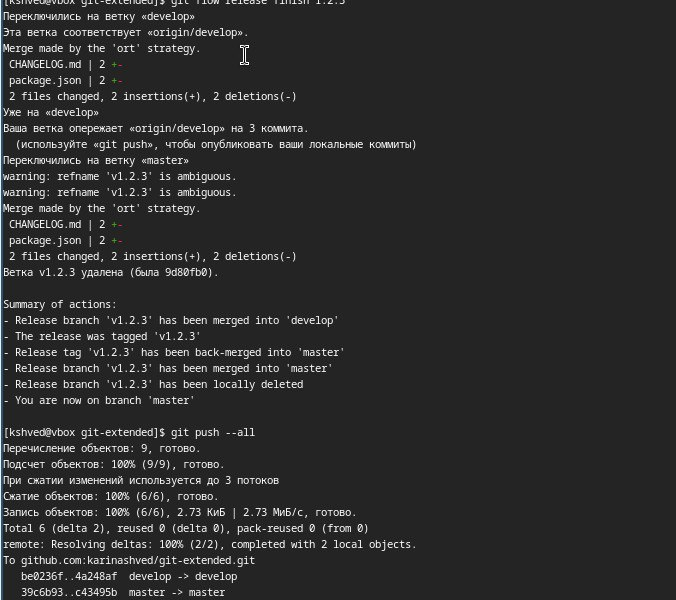 [kshved@vbox git-extended]$ git flow release finish 1.2.3
Переключились на ветку «develop»
Эта ветка соответствует «origin/develop».
Merge made by the 'ort' strategy.
CHANGELOG.md | 2 +-
package.json | 2 +-
2 files changed, 2 insertions(+), 2 deletions(-)
Уже на «develop»
Ваша ветка опережает «origin/develop» на 3 коммита.
(используйте «git push», чтобы опубликовать ваши локальные коммиты)
Переключились на ветку «master»
warning: refname 'v1.2.3' is ambiguous.
warning: refname 'v1.2.3' is ambiguous.
Merge made by the 'ort' strategy.
CHANGELOG.md | 2 +-
package.json | 2 +-
2 files changed, 2 insertions(+), 2 deletions(-)
Ветка v1.2.3 удалена (была 9d80fb0).
Summary of actions:
- Release branch 'v1.2.3' has been merged into 'develop'
- The release was tagged 'v1.2.3'
- Release tag 'v1.2.3' has been back-merged into 'master'
- Release branch 'v1.2.3' has been merged into 'master'
- Release branch 'v1.2.3' has been locally deleted
- You are now on branch 'master'
[kshved@vbox git-extended]$ git push --all
Перечисление объектов: 9, готово.
Подсчет объектов: 100% (9/9), готово.
При сжатии изменений используется до 3 потоков
Сжатие объектов: 100% (6/6), готово.
Запись объектов: 100% (6/6), 2.73 КиБ | 2.73 МиБ/с, готово.
Total 6 (delta 2), reused 0 (delta 0), pack-reused 0 (from 0)
remote: Resolving deltas: 100% (2/2), completed with 2 local objects.
To github.com:karinashved/git-extended.git
be0236f..4a248af develop -> develop
39c6b93..c43495b master -> master